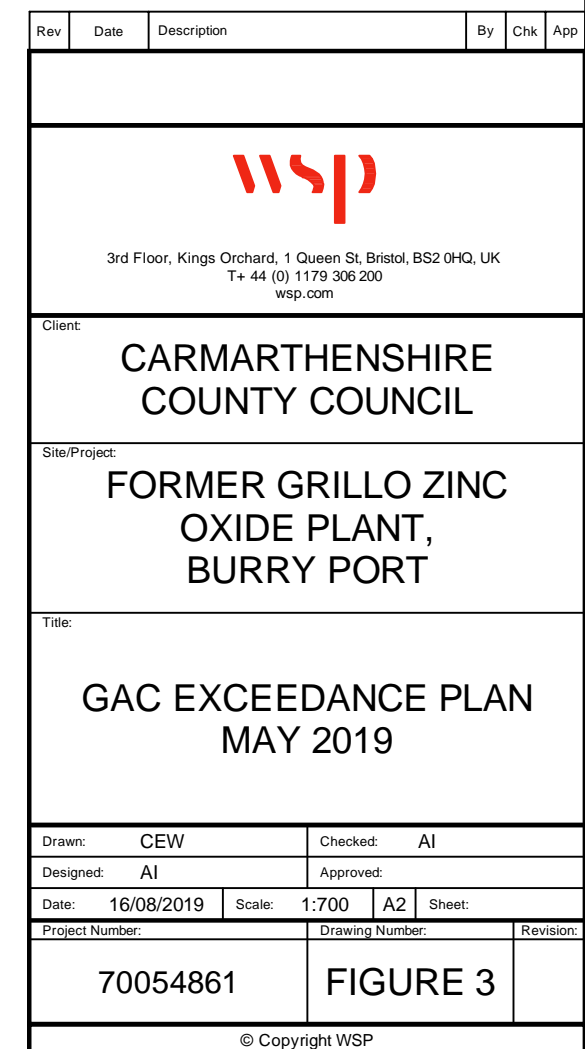 Rev Date Description By Chk App
wsp
3rd Floor, Kings Orchard, 1 Queen St, Bristol, BS2 0HQ, UK
T+ 44 (0) 1179 306 200
wsp.com
Client:
CARMARTHENSHIRE
COUNTY COUNCIL
Site/Project:
FORMER GRILLO ZINC
OXIDE PLANT,
BURRY PORT
Title:
GAC EXCEEDANCE PLAN
MAY 2019
Drawn: CEW Checked: AI
Designed: AI Approved:
Date: 16/08/2019 Scale: 1:700 A2 Sheet:
Project Number: Drawing Number: Revision:
70054861 FIGURE 3
© Copyright WSP